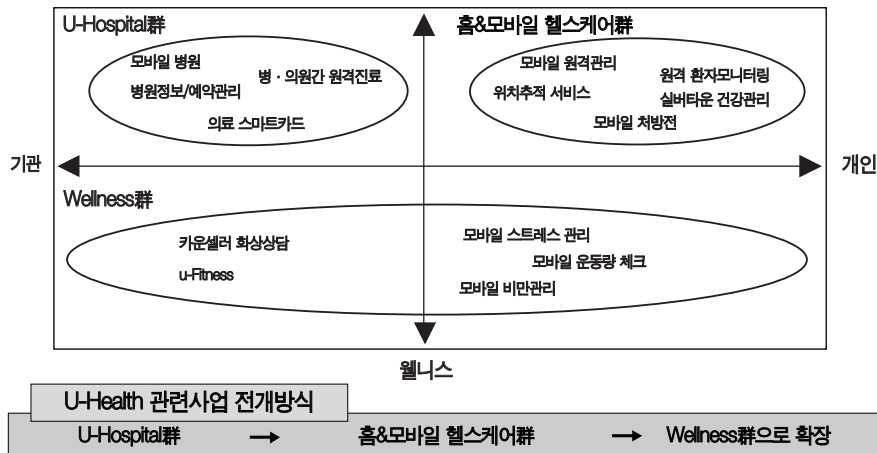 U-Hospital群
홈&모바일 헬스케어群
모바일 병원
병·의원간 원격진료
병원정보/예약관리
의료 스마트카드
모바일 원격관리
원격 환자모니터링
위치추적 서비스
실버타운 건강관리
모바일 처방전
기관
개인
Wellness群
카운셀러 화상상담
u-Fitness
모바일 스트레스 관리
모바일 운동량 체크
모바일 비만관리
웰니스
U-Health 관련사업 전개방식
U-Hospital群 → 홈&모바일 헬스케어群 → Wellness群으로 확장